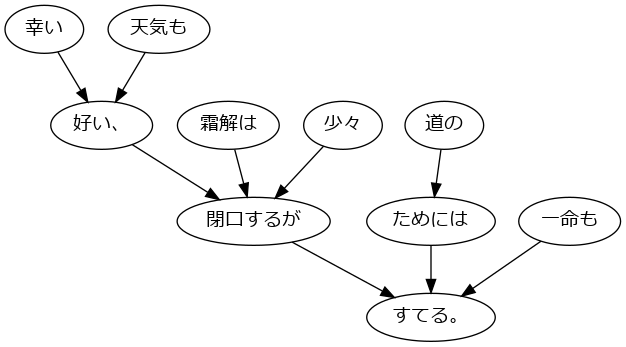 幸い 天気も
好い、 霜解は 少々 道の
閉口するが ためには 一命も
すてる。